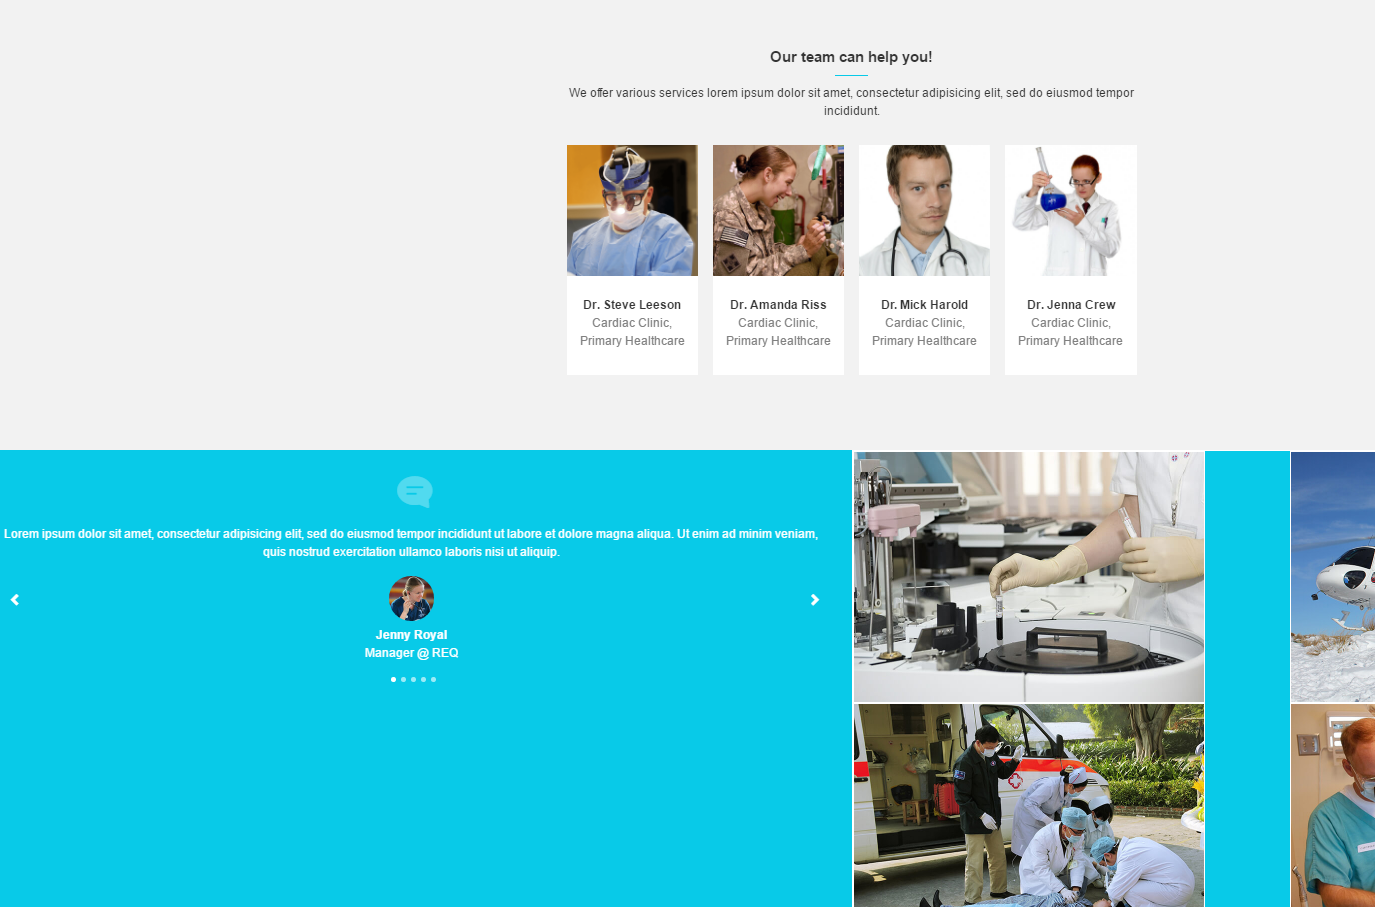 Our team can help you!
We offer various services lorem ipsum dolor sit amet, consectetur adipisicing elit, sed do eiusmod tempor
incididunt.
Dr. Steve Leeson
Cardiac Clinic,
Primary Healthcare
Dr. Amanda Riss
Cardiac Clinic,
Primary Healthcare
Dr. Mick Harold
Cardiac Clinic,
Primary Healthcare
Dr. Jenna Crew
Cardiac Clinic,
Primary Healthcare
Lorem ipsum dolor sit amet, consectetur adipisicing elit, sed do eiusmod tempor incididunt ut labore et dolore magna aliqua. Ut enim ad minim veniam,
quis nostrud exercitation ullamco laboris nisi ut aliquip.
Jenny Royal
Manager @ REQ